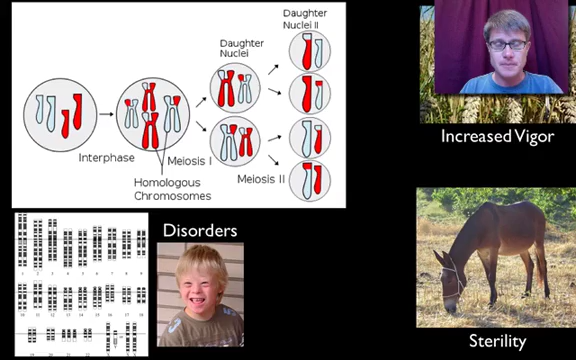 Daughter
Nuclei II
Daughter
Nuclei
Interphase
Meiosis I
Meiosis II
Homologous
Chromosomes
Increased Vigor
Disorders
Sterility